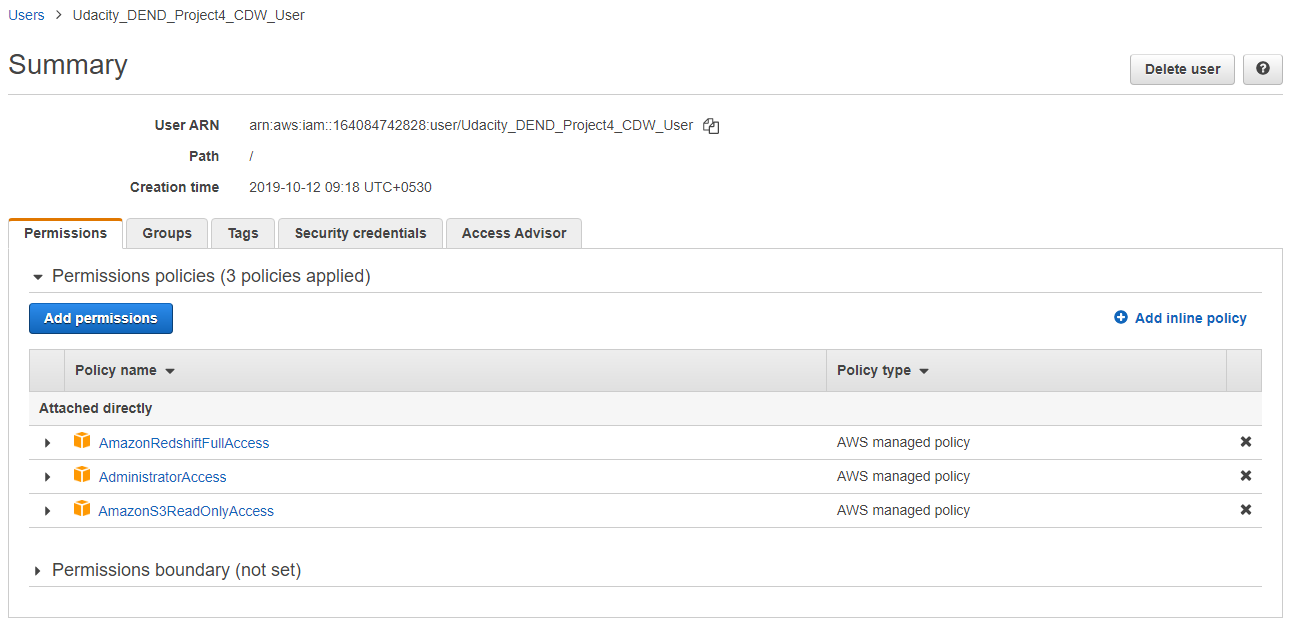 Users > Udacity_DEND_Project4_CDW_User
Summary
Delete user
?
User ARN arn:aws:iam::164084742828:user/Udacity_DEND_Project4_CDW_User
Path /
Creation time 2019-10-12 09:18 UTC+0530
Permissions Groups Tags Security credentials Access Advisor
Permissions policies (3 policies applied)
Add permissions Add inline policy
Policy name Policy type
Attached directly
AmazonRedshiftFullAccess AWS managed policy
AdministratorAccess AWS managed policy
AmazonS3ReadOnlyAccess AWS managed policy
Permissions boundary (not set)